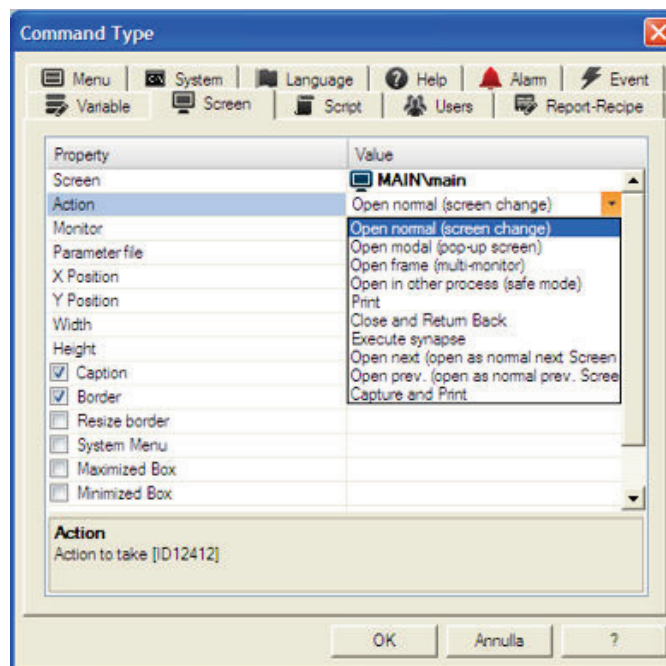 Command Type
Menu System Language Help Alarm Event
Variable Screen Script Users Report-Recipe
Property Value
Screen MAIN\main
Action Open normal (screen change)
Monitor Open normal (screen change)
Parameter file Open modal (pop-up screen)
Open frame (multi-monitor)
X Position Open in other process (safe mode)
Y Position Print
Width Close and Return Back
Execute synapse
Height Open next (open as normal next Screen
Caption Open prev. (open as normal prev. Scree
Border Capture and Print
Resize border
System Menu
Maximized Box
Minimized Box
Action
Action to take [ID12412]
OK Annulla ?